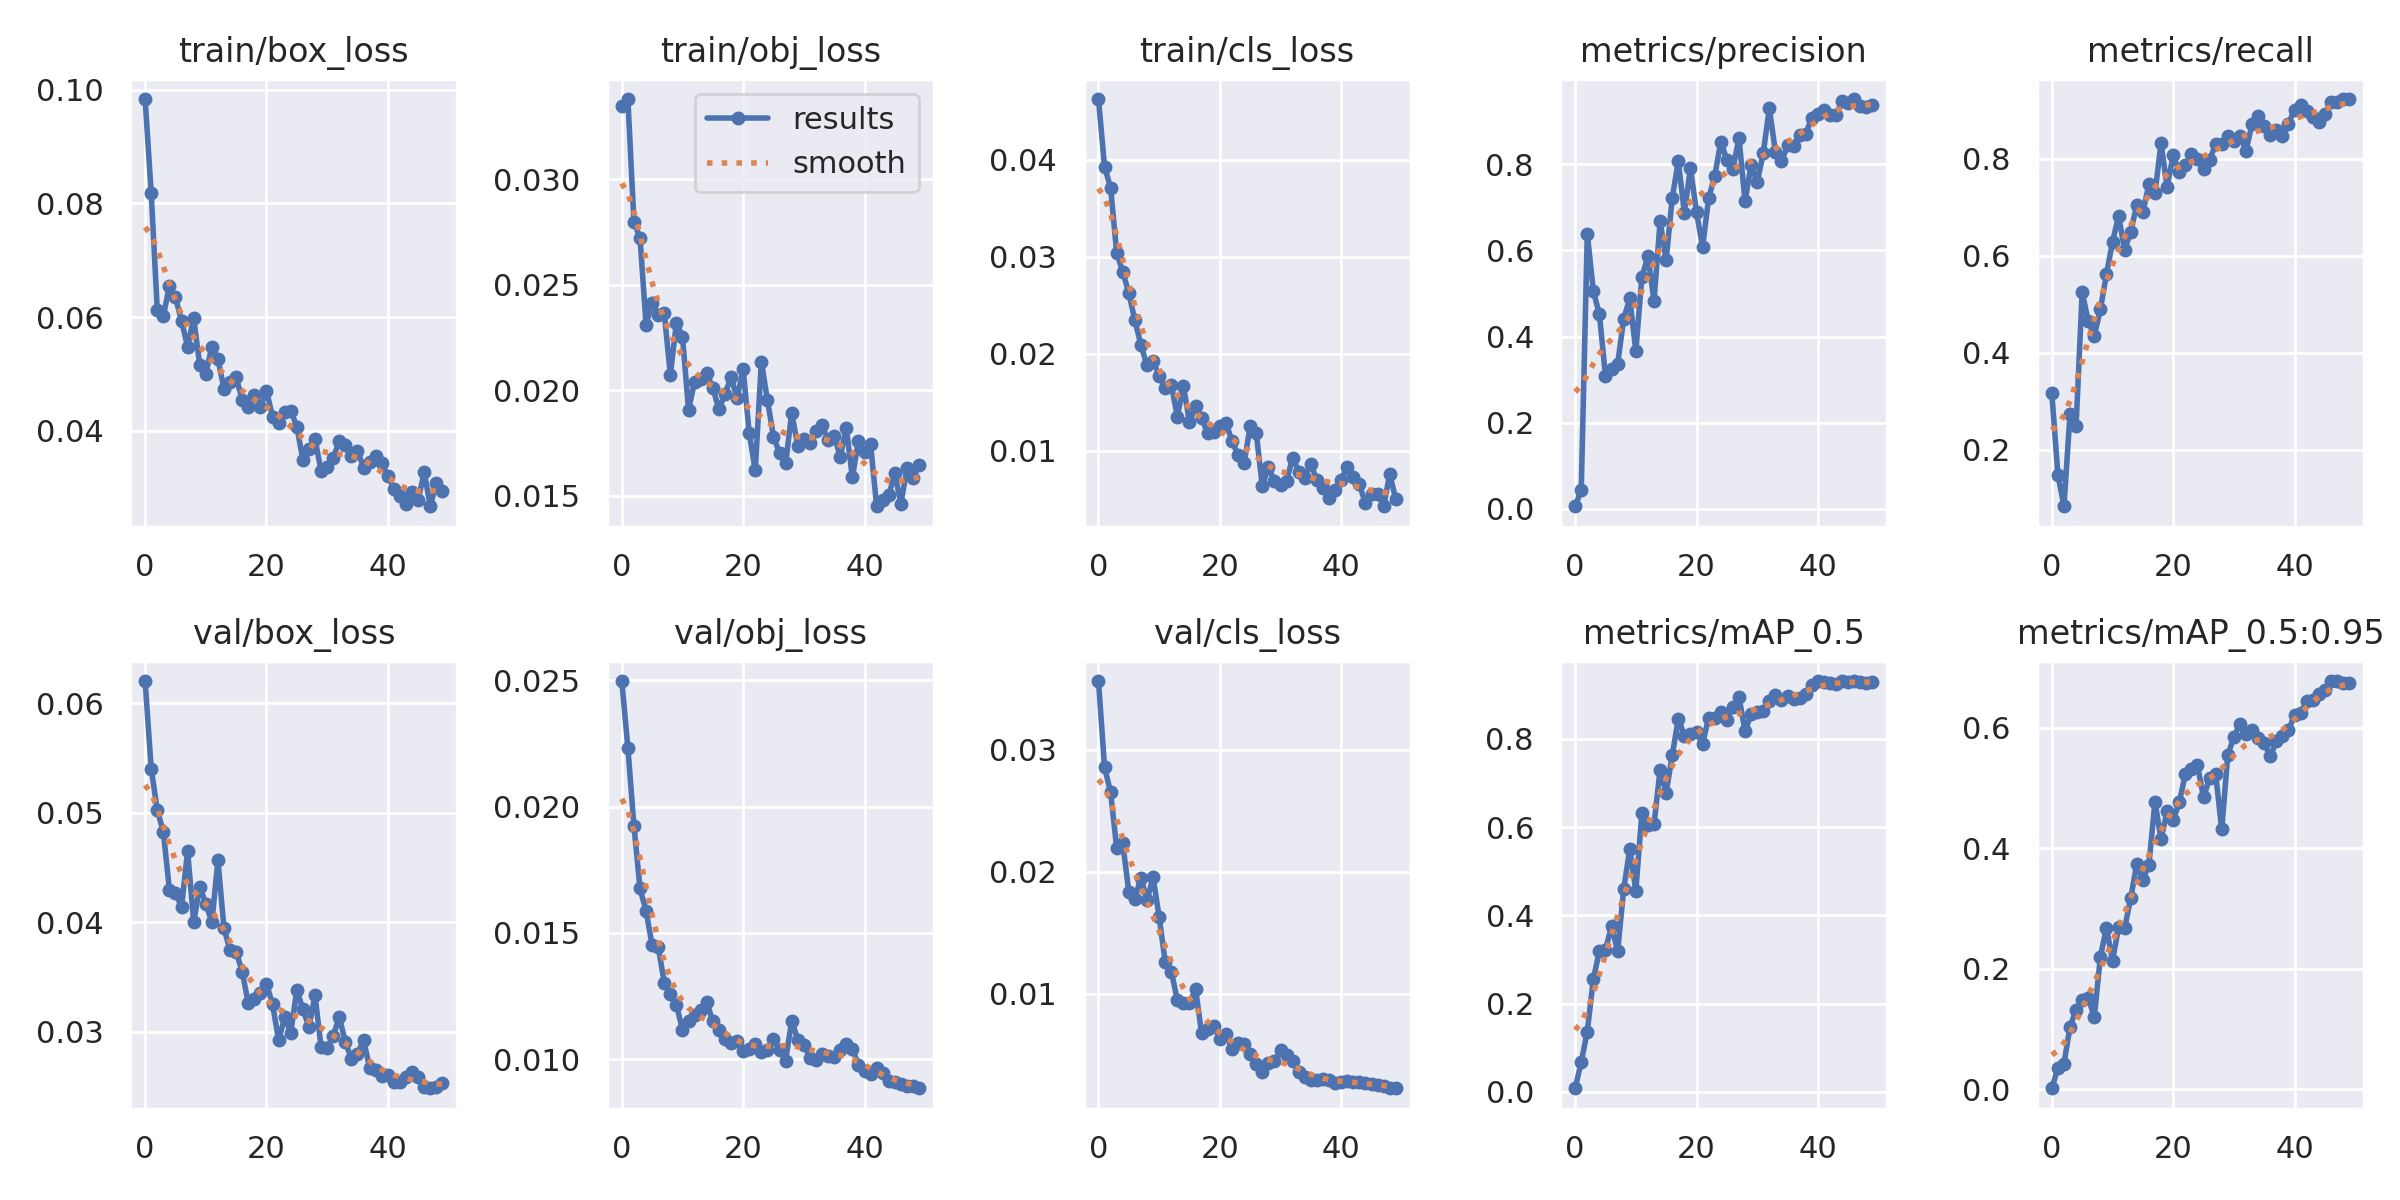 train/box_loss
0.10
0.08
0.06
0.04
0 20 40
train/obj_loss
results
smooth
0.030
0.025
0.020
0.015
0 20 40
train/cls_loss
0.04
0.03
0.02
0.01
0 20 40
metrics/precision
0.8
0.6
0.4
0.2
0.0
0 20 40
metrics/recall
0.8
0.6
0.4
0.2
0 20 40
val/box_loss
0.06
0.05
0.04
0.03
0 20 40
val/obj_loss
0.025
0.020
0.015
0.010
0 20 40
val/cls_loss
0.03
0.02
0.01
0 20 40
metrics/mAP_0.5
0.8
0.6
0.4
0.2
0.0
0 20 40
metrics/mAP_0.5:0.95
0.6
0.4
0.2
0.0
0 20 40